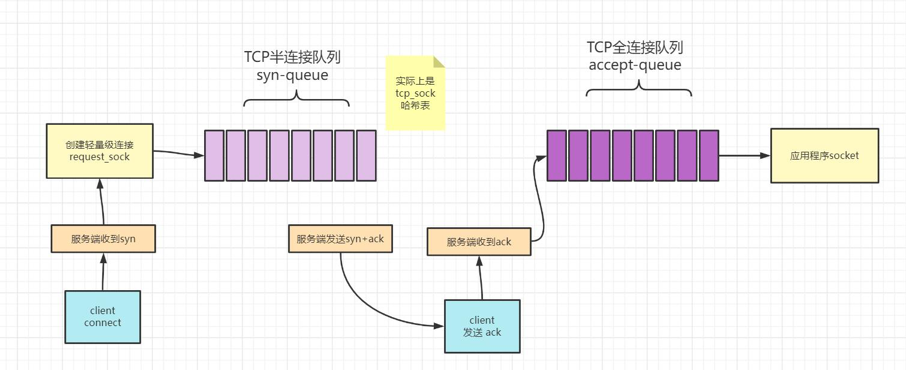 TCP半连接队列
syn-queue
实际上是
tcp_sock
哈希表
TCP全连接队列
accept-queue
创建轻量级连接
request_sock
应用程序socket
服务端收到syn
服务端发送syn+ack
服务端收到ack
client
connect
client
发送 ack